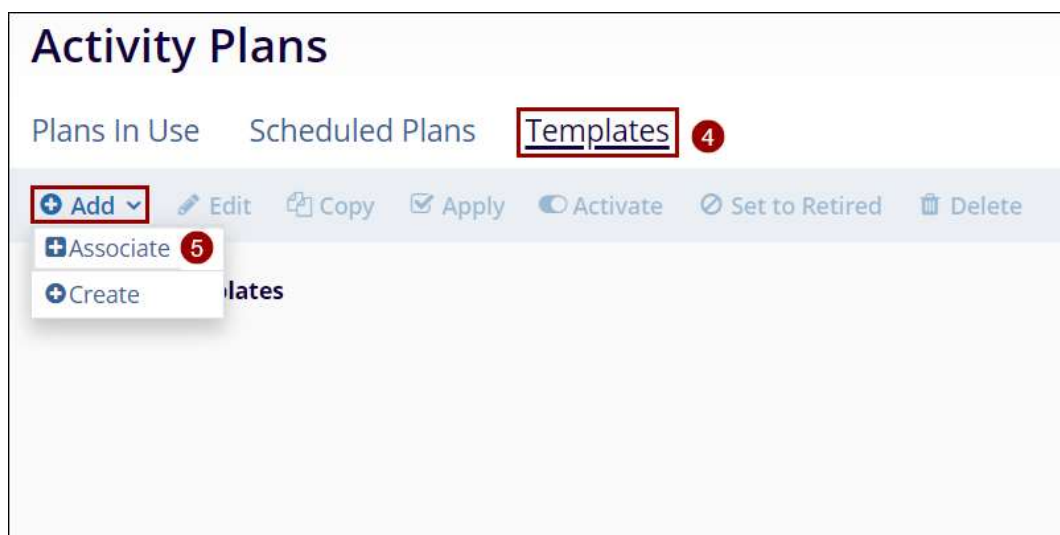 Activity Plans
Plans In Use Scheduled Plans Templates 4
Add Edit Copy Apply Activate Set to Retired Delete
Associate 5
Create lates